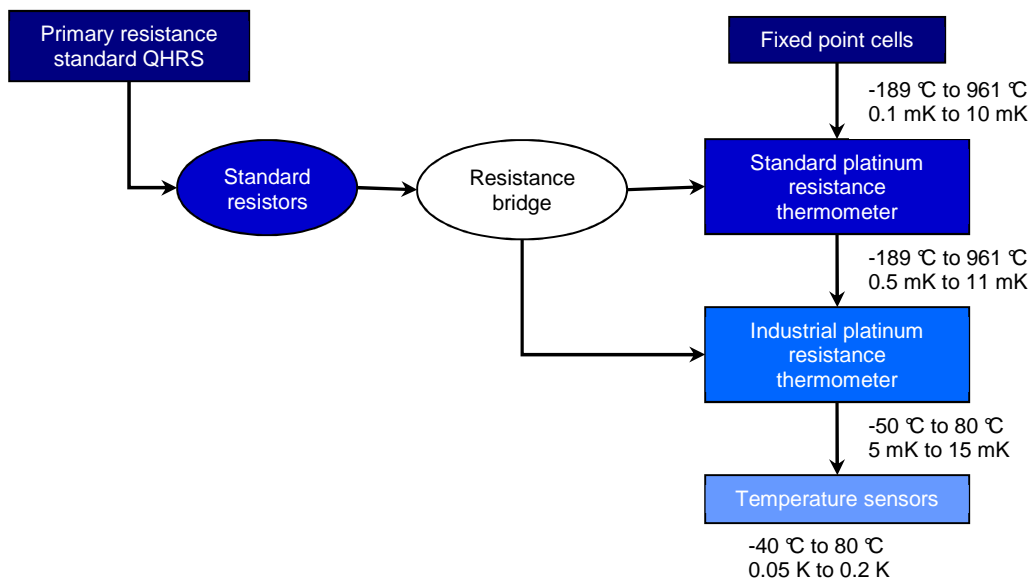 Primary resistance
standard QHRS
Fixed point cells
-189 °C to 961 °C
0.1 mK to 10 mK
Standard
resistors
Resistance
bridge
Standard platinum
resistance
thermometer
-189 °C to 961 °C
0.5 mK to 11 mK
Industrial platinum
resistance
thermometer
-50 °C to 80 °C
5 mK to 15 mK
Temperature sensors
-40 °C to 80 °C
0.05 K to 0.2 K